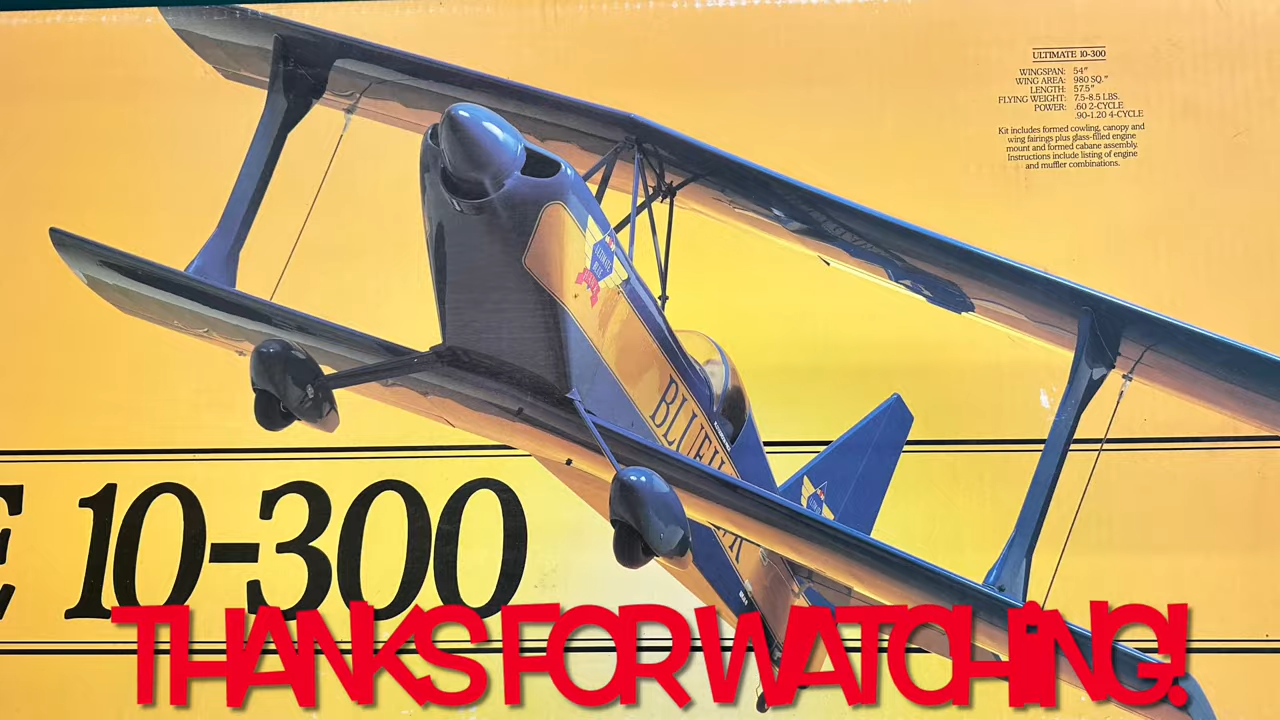 ULTIMATE 10-300
WINGSPAN: 54"
WING AREA: 980 SQ."
LENGTH: 57.5"
FLYING WEIGHT: 7.5-8.5 LBS.
POWER: .60 2-CYCLE
.90-1.20 4-CYCLE
Kit includes formed cowling, canopy and
wing fairings plus glass-filled engine
mount and formed cabane assembly.
Instructions include listing of engine
and muffler combinations.
ULTIMATE
BLUE
E 10-300
THANKS FOR WATCHING!